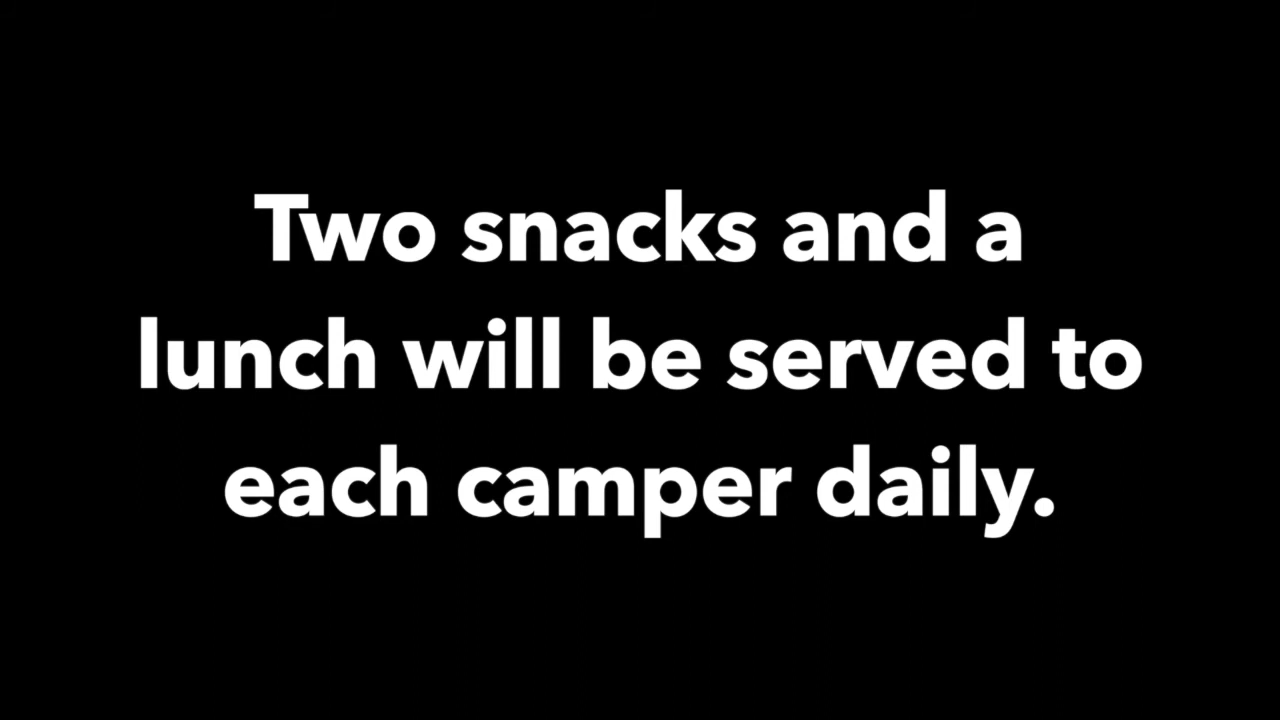 Two snacks and a
lunch will be served to
each camper daily.